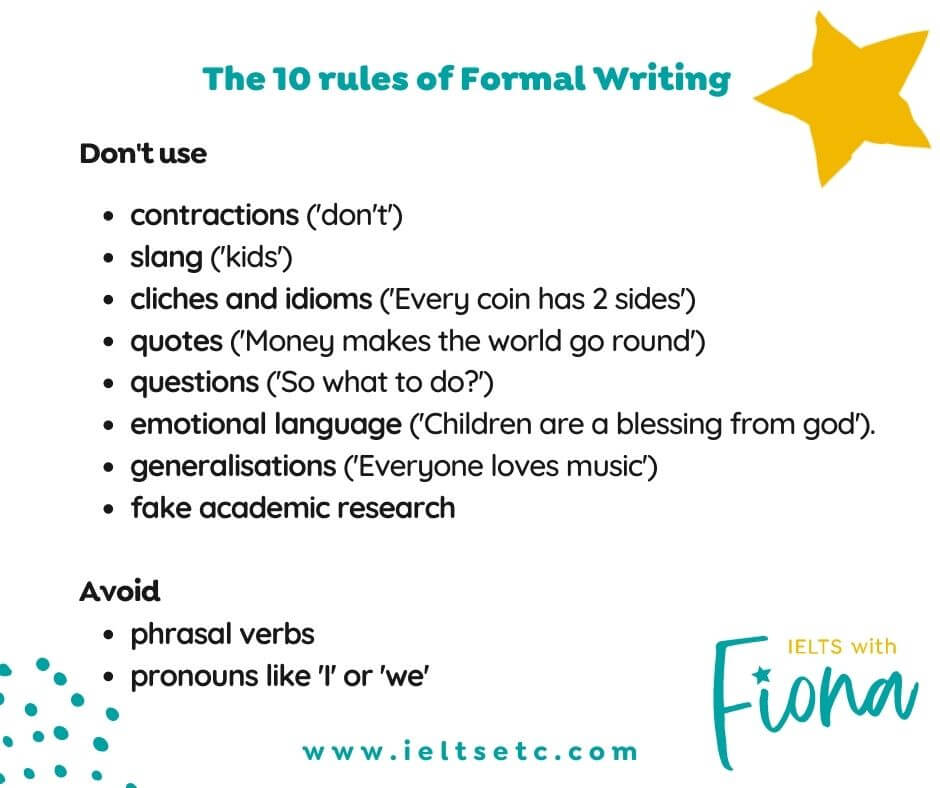 The 10 rules of Formal Writing
Don't use
• contractions ('don't')
• slang ('kids')
• cliches and idioms ('Every coin has 2 sides')
• quotes ('Money makes the world go round')
• questions ('So what to do?')
• emotional language ('Children are a blessing from god').
• generalisations ('Everyone loves music')
• fake academic research
Avoid
• phrasal verbs
• pronouns like 'I' or 'we'
IELTS with
Fiona
www.ieltsetc.com